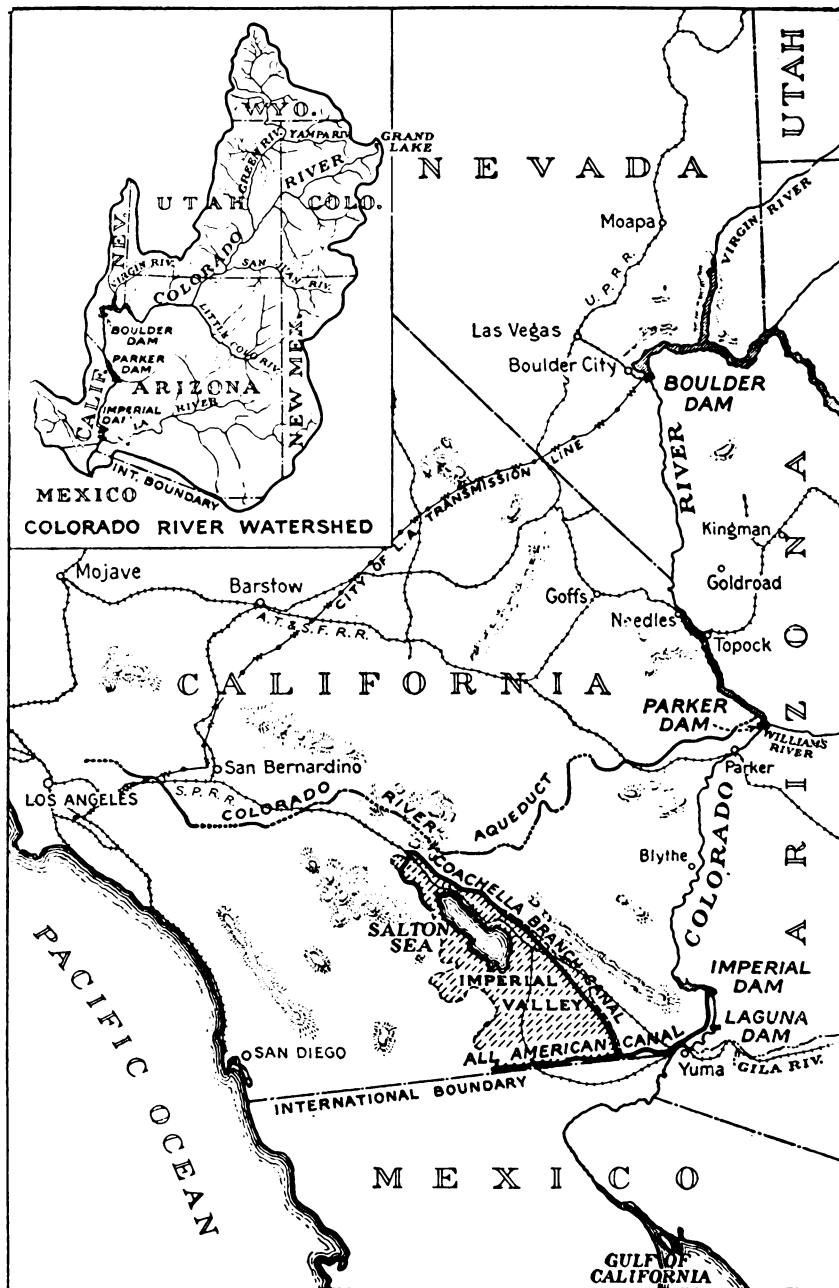 WYO.
GREEN RIV.
YAMPA RIV.
GRAND LAKE
UTAH
COLO.
COLORADO RIVER
NEV.
VIRGIN RIV.
SAN JUAN RIV.
LITTLE COLO RIV.
BOULDER DAM
PARKER DAM
CALIF.
ARIZONA
NEW MEX.
IMPERIAL
RIVER
MEXICO
INT. BOUNDARY
COLORADO RIVER WATERSHED
UTAH
NEVADA
Moapa
VIRGIN RIVER
U.P.R.R.
Las Vegas
Boulder City
BOULDER DAM
RIVER
CITY OF L.A. TRANSMISSION LINE
Kingman
Goldroad
Mojave
Barstow
A.T. & S.F. R.R.
Goffs
Needles
Topock
CALIFORNIA
ARIZONA
PARKER DAM
WILLIAM'S RIVER
Parker
San Bernardino
LOS ANGELES
S.P.R.R.
COLORADO RIVER AQUEDUCT
Blythe
COLORADO
COACHELLA BRANCH CANAL
SALTON SEA
IMPERIAL VALLEY
IMPERIAL DAM
LAGUNA DAM
ALL AMERICAN CANAL
Yuma
GILA RIV.
SAN DIEGO
INTERNATIONAL BOUNDARY
PACIFIC OCEAN
MEXICO
GULF OF CALIFORNIA